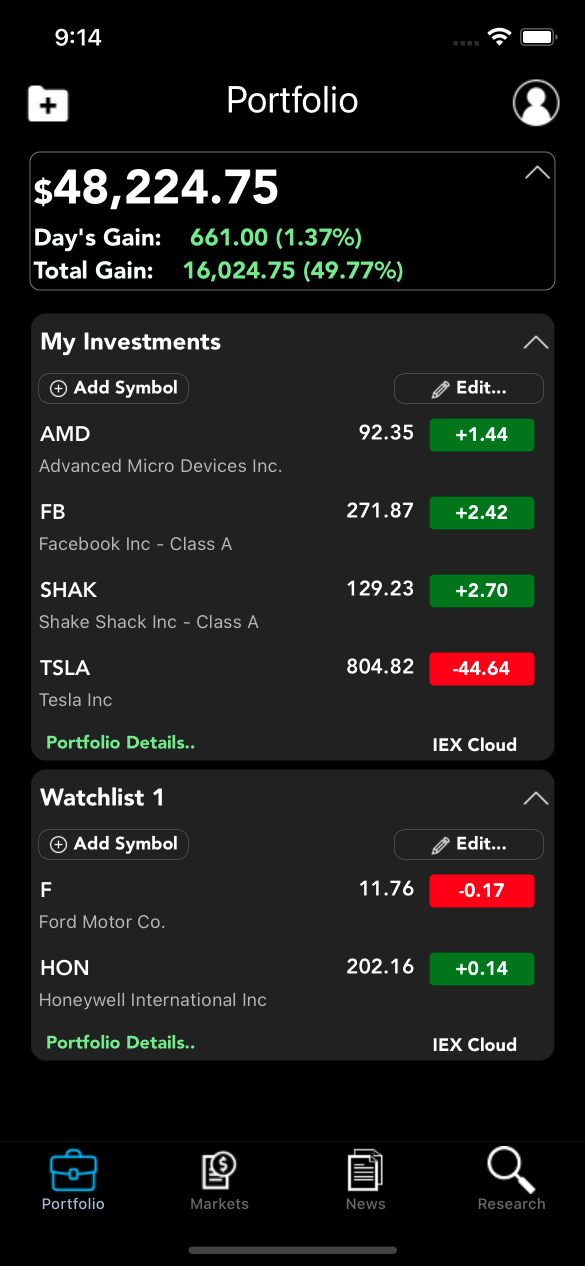 9:14
Portfolio
$48,224.75
Day's Gain: 661.00 (1.37%)
Total Gain: 16,024.75 (49.77%)
My Investments
Add Symbol Edit...
AMD 92.35 +1.44
Advanced Micro Devices Inc.
FB 271.87 +2.42
Facebook Inc - Class A
SHAK 129.23 +2.70
Shake Shack Inc - Class A
TSLA 804.82 -44.64
Tesla Inc
Portfolio Details.. IEX Cloud
Watchlist 1
Add Symbol Edit...
F 11.76 -0.17
Ford Motor Co.
HON 202.16 +0.14
Honeywell International Inc
Portfolio Details.. IEX Cloud
Portfolio Markets News Research